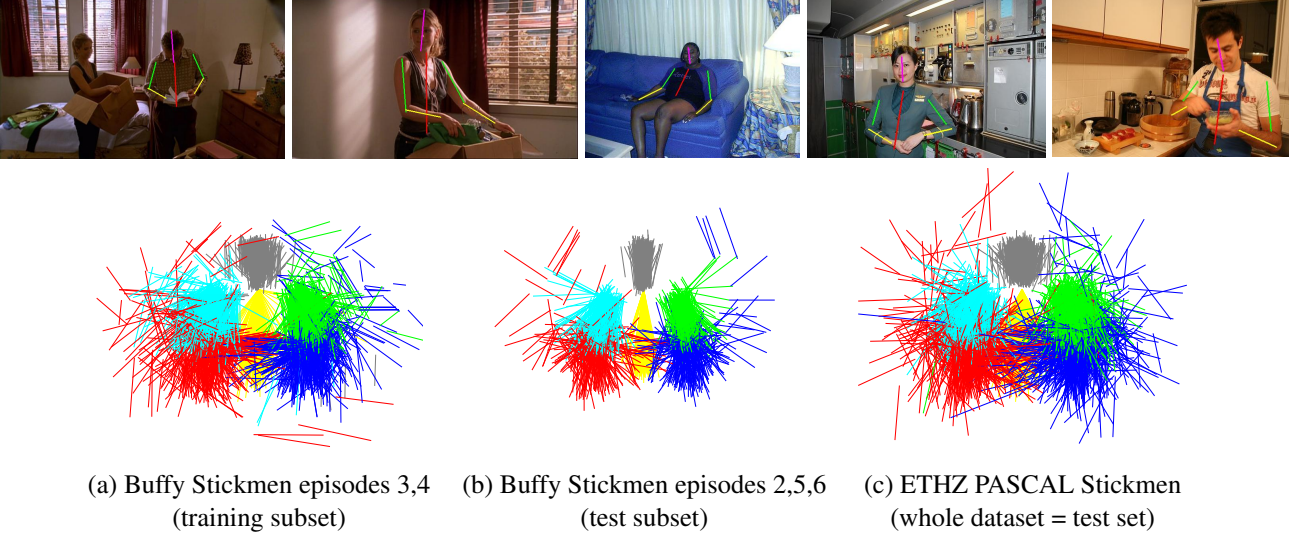 (a) Buffy Stickmen episodes 3,4
(training subset)
(b) Buffy Stickmen episodes 2,5,6
(test subset)
(c) ETHZ PASCAL Stickmen
(whole dataset = test set)